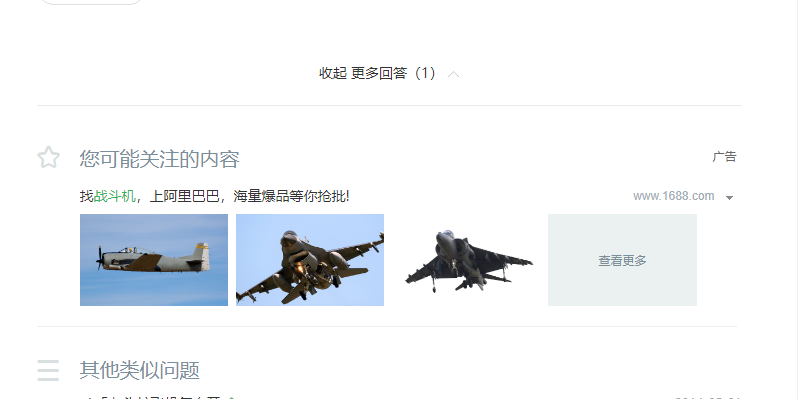 收起 更多回答（1）
您可能关注的内容
广告
找战斗机，上阿里巴巴，海量爆品等你抢批!
www.1688.com
查看更多
其他类似问题